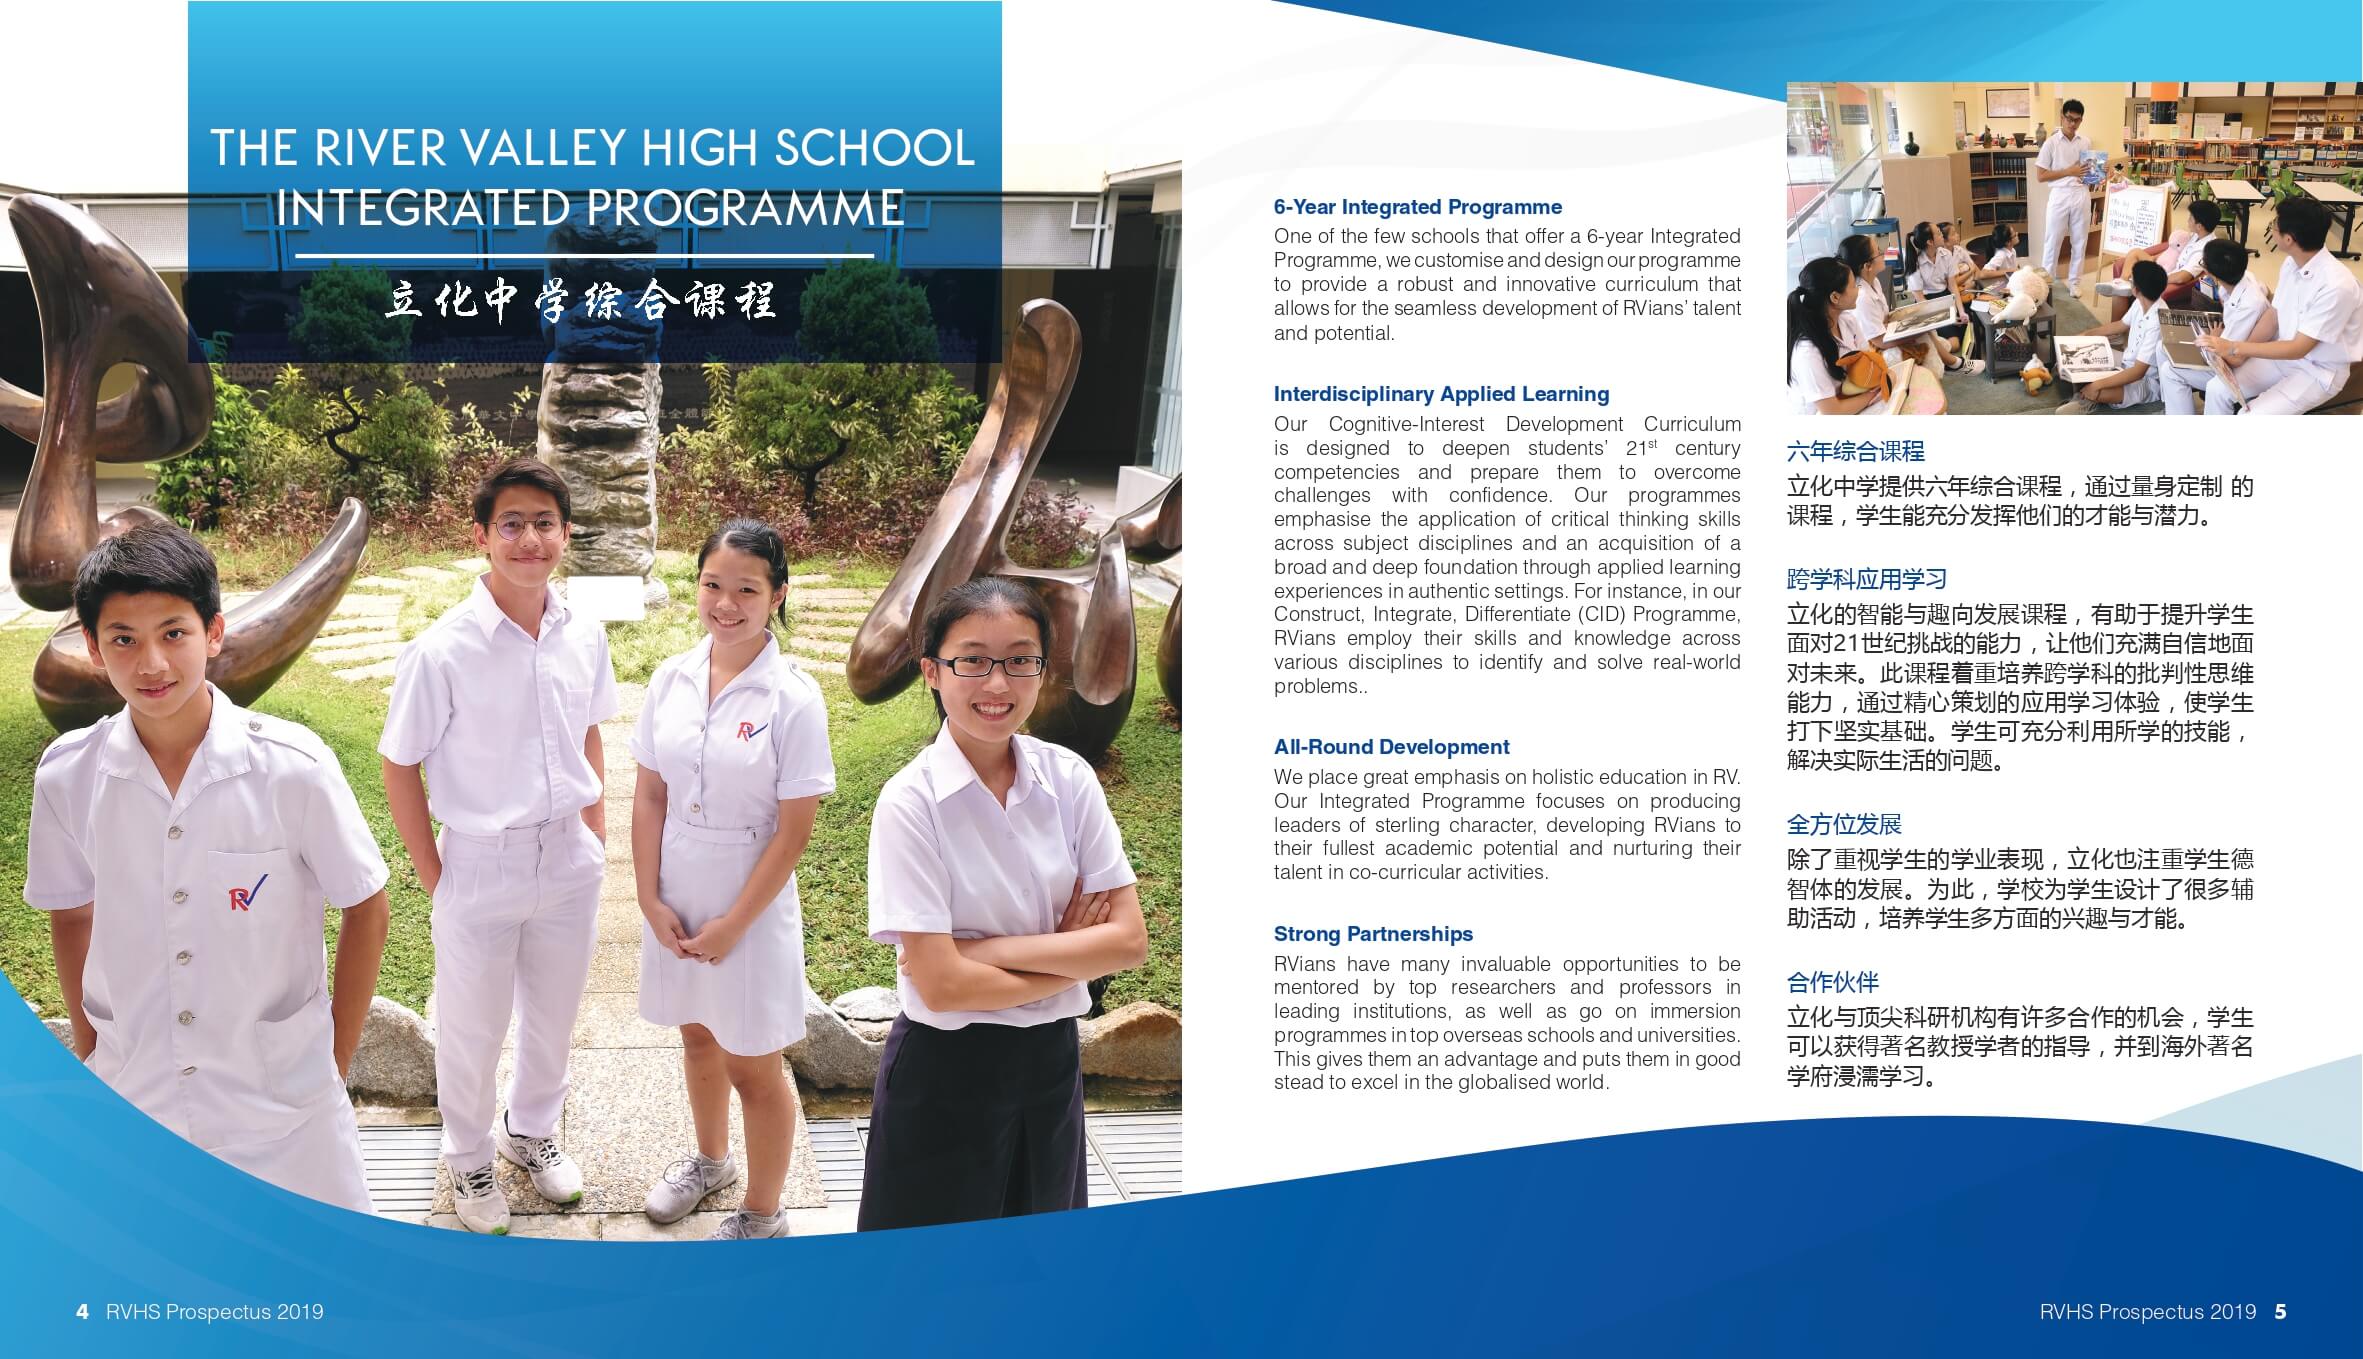 THE RIVER VALLEY HIGH SCHOOL
INTEGRATED PROGRAMME
立化中学综合课程
RV
RV
4 RVHS Prospectus 2019
6-Year Integrated Programme
One of the few schools that offer a 6-year Integrated
Programme, we customise and design our programme
to provide a robust and innovative curriculum that
allows for the seamless development of RVians’ talent
and potential.
Interdisciplinary Applied Learning
Our Cognitive-Interest Development Curriculum
is designed to deepen students’ 21st century
competencies and prepare them to overcome
challenges with confidence. Our programmes
emphasise the application of critical thinking skills
across subject disciplines and an acquisition of a
broad and deep foundation through applied learning
experiences in authentic settings. For instance, in our
Construct, Integrate, Differentiate (CID) Programme,
RVians employ their skills and knowledge across
various disciplines to identify and solve real-world
problems..
All-Round Development
We place great emphasis on holistic education in RV.
Our Integrated Programme focuses on producing
leaders of sterling character, developing RVians to
their fullest academic potential and nurturing their
talent in co-curricular activities.
Strong Partnerships
RVians have many invaluable opportunities to be
mentored by top researchers and professors in
leading institutions, as well as go on immersion
programmes in top overseas schools and universities.
This gives them an advantage and puts them in good
stead to excel in the globalised world.
六年综合课程
立化中学提供六年综合课程，通过量身定制 的
课程，学生能充分发挥他们的才能与潜力。
跨学科应用学习
立化的智能与趣向发展课程，有助于提升学生
面对21世纪挑战的能力，让他们充满自信地面
对未来。此课程着重培养跨学科的批判性思维
能力，通过精心策划的应用学习体验，使学生
打下坚实基础。学生可充分利用所学的技能，
解决实际生活的问题。
全方位发展
除了重视学生的学业表现，立化也注重学生德
智体的发展。为此，学校为学生设计了很多辅
助活动，培养学生多方面的兴趣与才能。
合作伙伴
立化与顶尖科研机构有许多合作的机会，学生
可以获得著名教授学者的指导，并到海外著名
学府浸濡学习。
RVHS Prospectus 2019 5